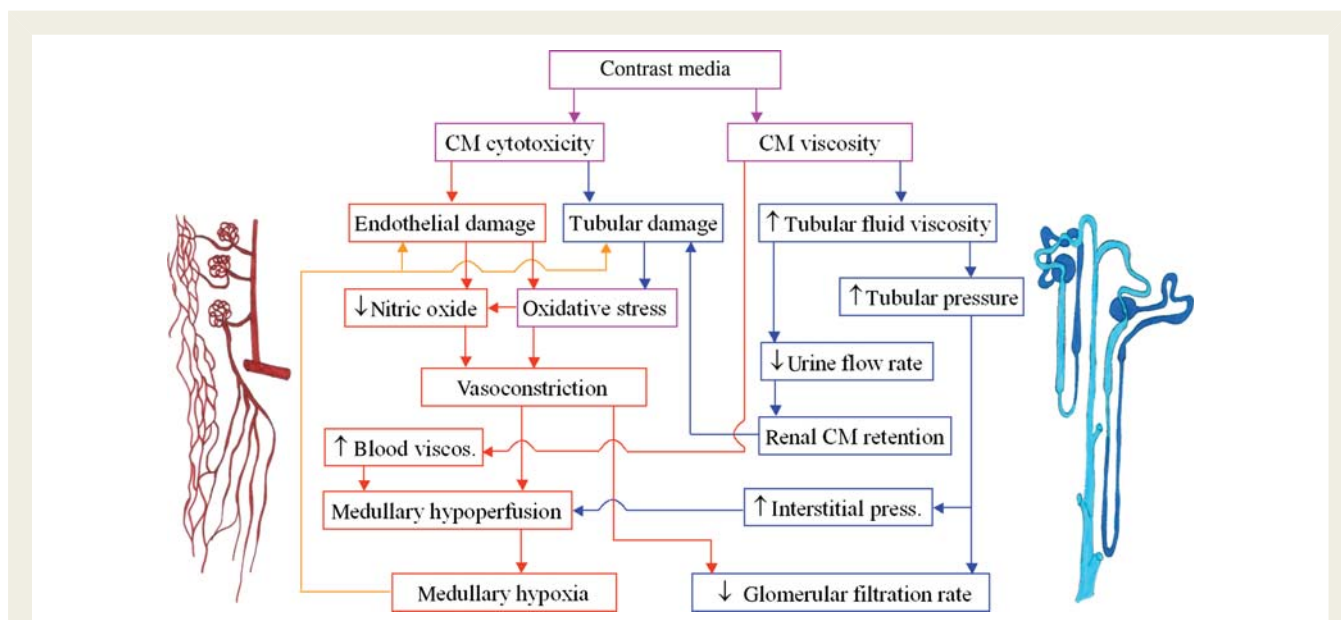 Contrast media
CM cytotoxicity
CM viscosity
Endothelial damage
Tubular damage
↑ Tubular fluid viscosity
↑ Tubular pressure
↓ Nitric oxide
Oxidative stress
↓ Urine flow rate
Vasoconstriction
Renal CM retention
↑ Blood viscos.
Medullary hypoperfusion
↑ Interstitial press.
Medullary hypoxia
↓ Glomerular filtration rate